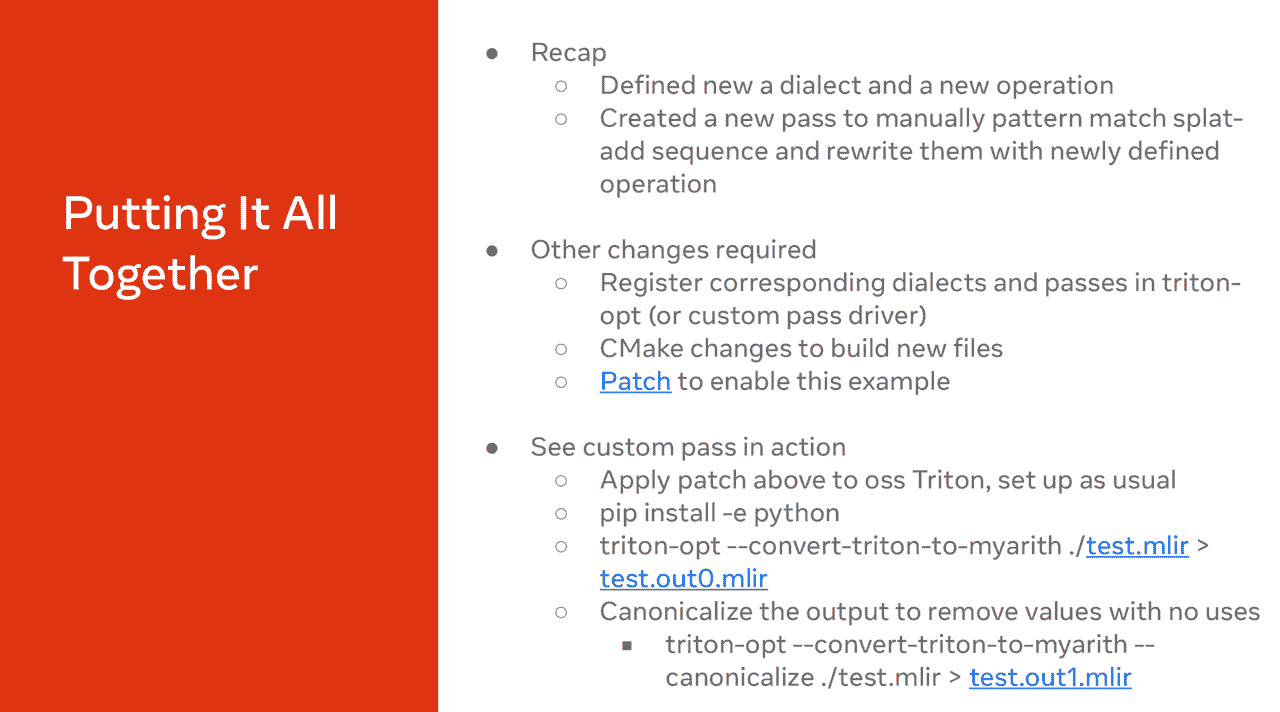 Putting It All
Together
● Recap
○ Defined new a dialect and a new operation
○ Created a new pass to manually pattern match splat-
add sequence and rewrite them with newly defined
operation
● Other changes required
○ Register corresponding dialects and passes in triton-
opt (or custom pass driver)
○ CMake changes to build new files
○ Patch to enable this example
● See custom pass in action
○ Apply patch above to oss Triton, set up as usual
○ pip install -e python
○ triton-opt --convert-triton-to-myarith ./test.mlir >
test.out0.mlir
○ Canonicalize the output to remove values with no uses
■ triton-opt --convert-triton-to-myarith --
canonicalize ./test.mlir > test.out1.mlir